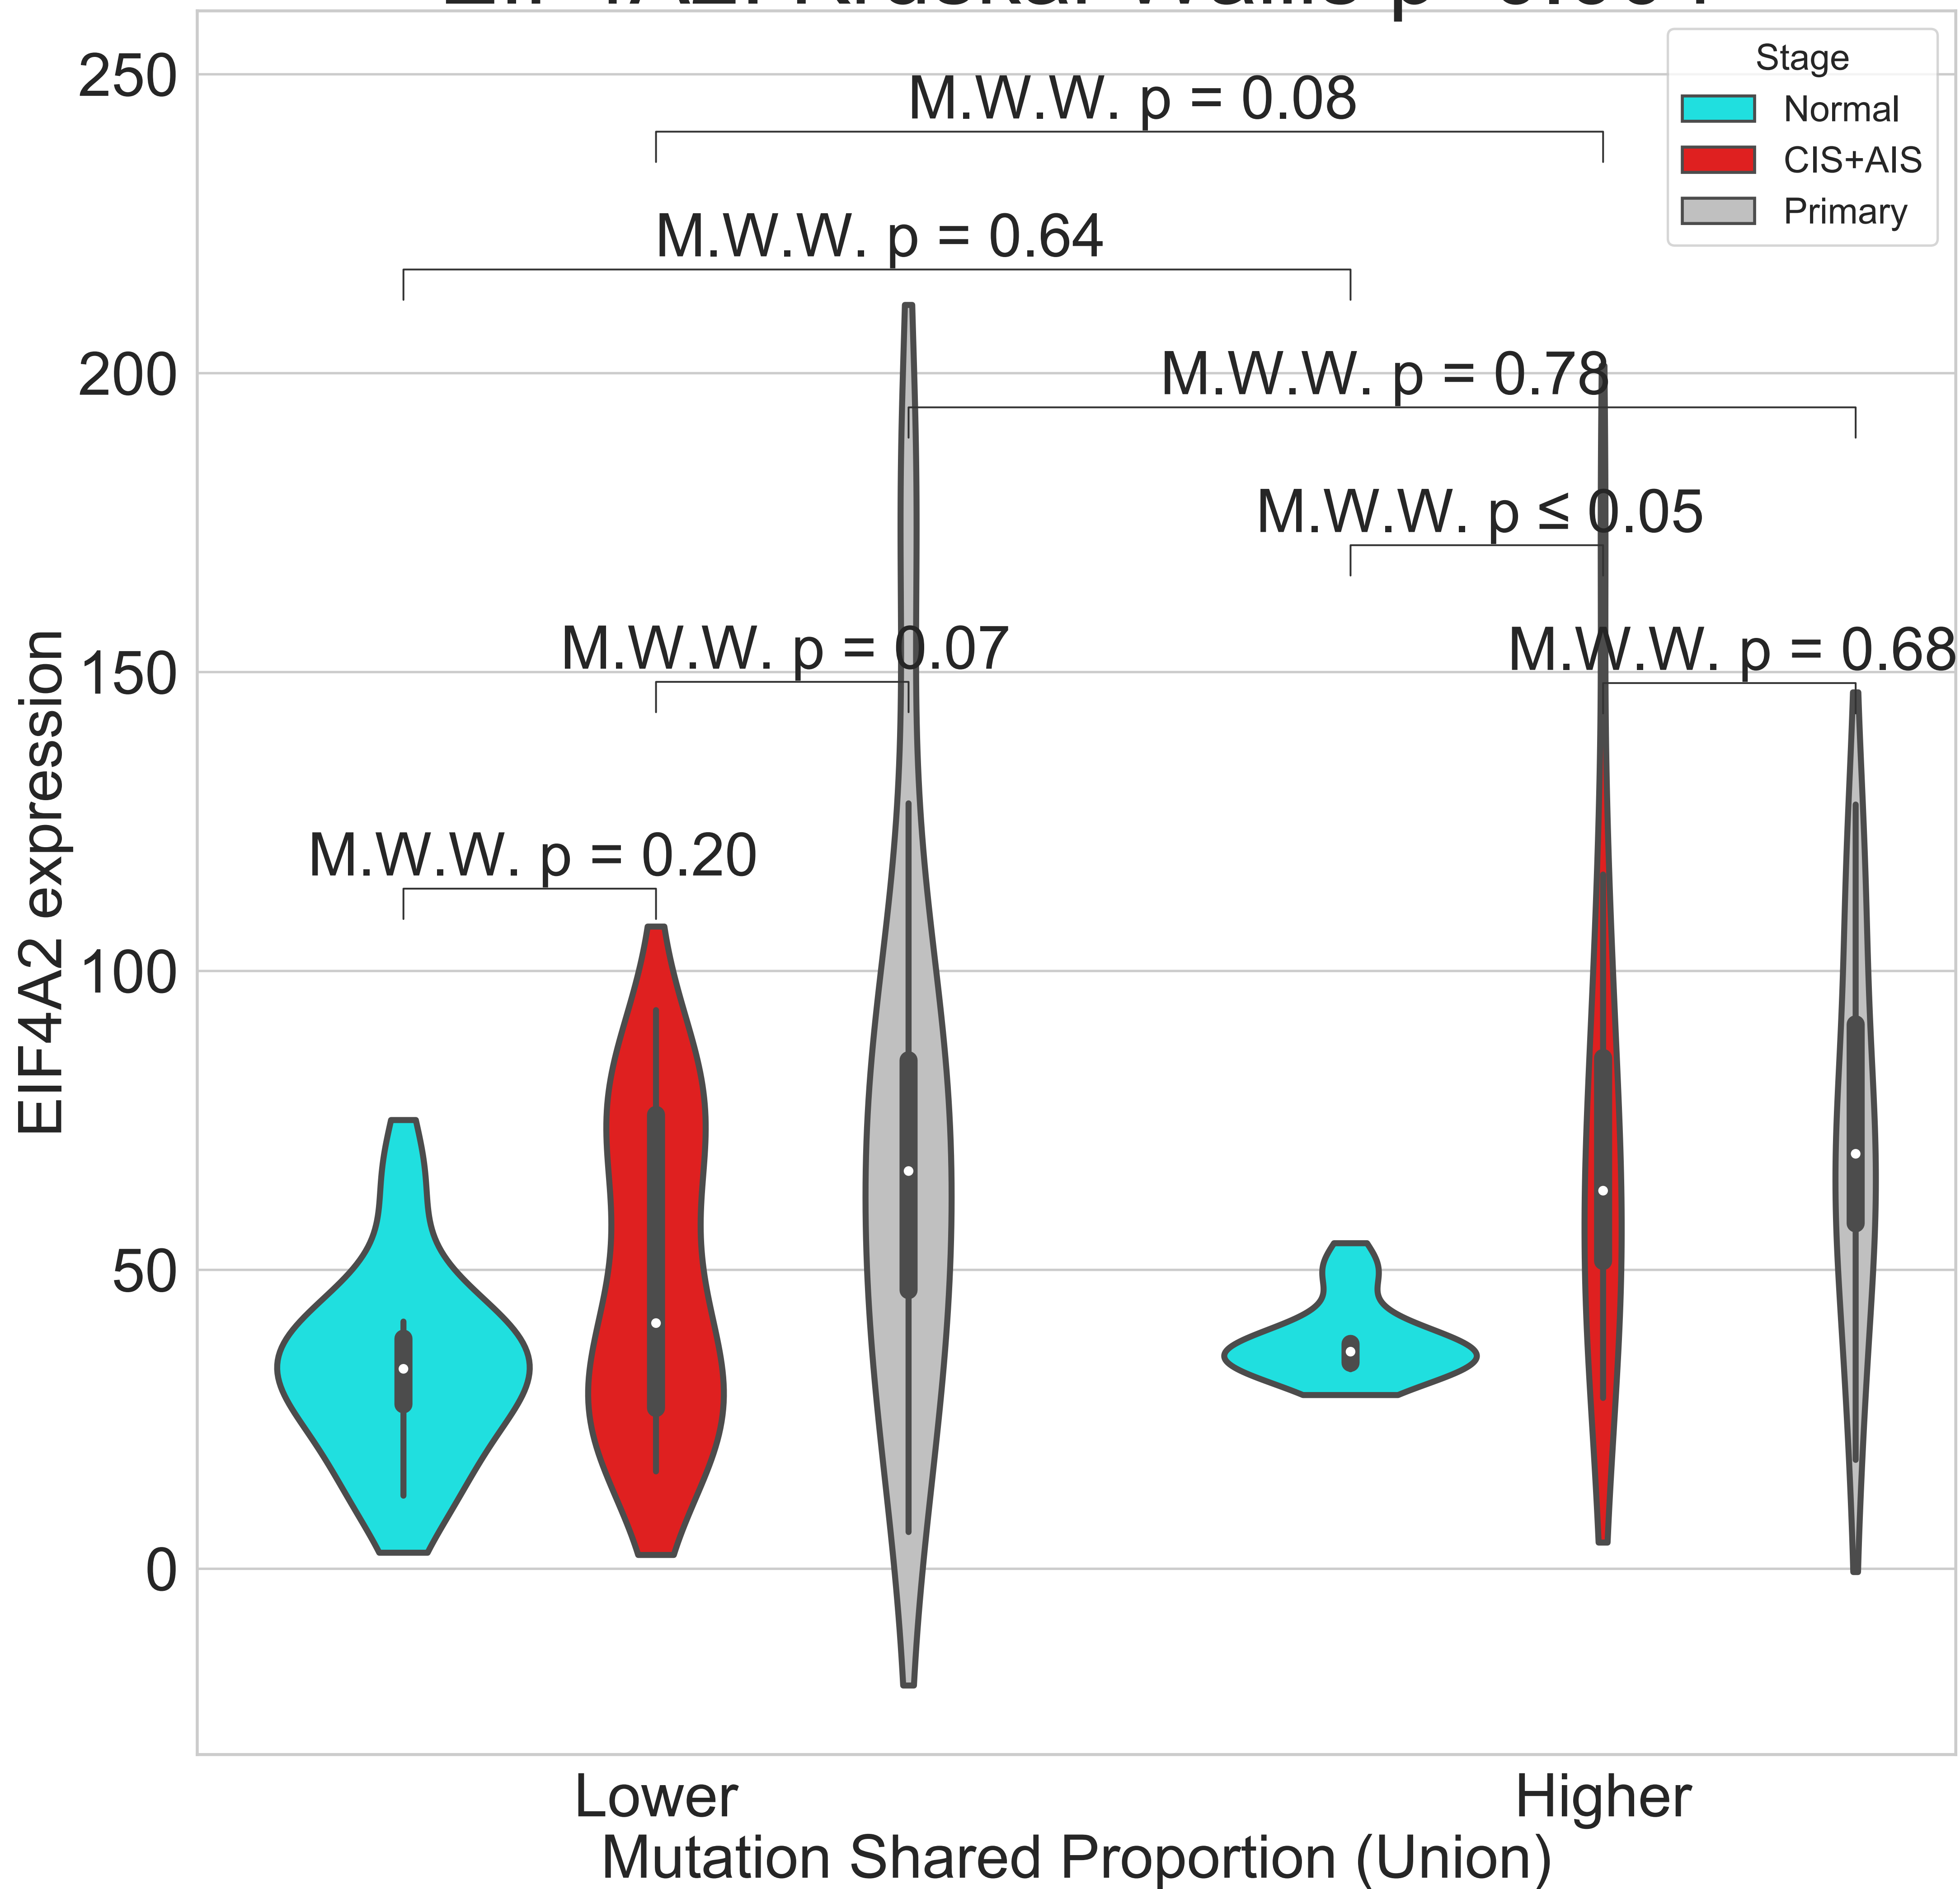 250
200
150
100
50
0
EIF4A2 expression
M.W.W. p = 0.08
M.W.W. p = 0.64
M.W.W. p = 0.78
M.W.W. p ≤ 0.05
M.W.W. p = 0.07
M.W.W. p = 0.68
M.W.W. p = 0.20
Stage
Normal
CIS+AIS
Primary
Lower
Higher
Mutation Shared Proportion (Union)